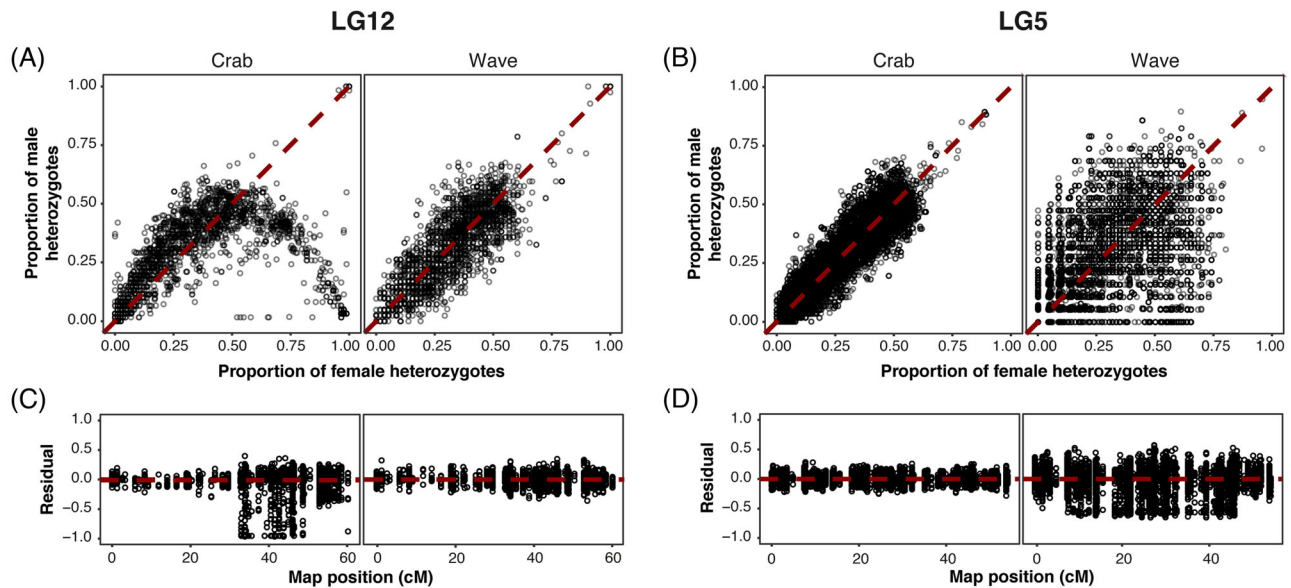 LG12
LG5
(A)
Crab
Wave
(B)
Crab
Wave
Proportion of male
heterozygotes
1.00
0.75
0.50
0.25
0.00
0.00 0.25 0.50 0.75 1.00 0.00 0.25 0.50 0.75 1.00
Proportion of female heterozygotes
Proportion of male
heterozygotes
1.00
0.75
0.50
0.25
0.00
0.00 0.25 0.50 0.75 1.00 0.00 0.25 0.50 0.75 1.00
Proportion of female heterozygotes
(C)
Residual
1.0
0.5
0.0
−0.5
−1.0
0 20 40 60 0 20 40 60
Map position (cM)
(D)
Residual
1.0
0.5
0.0
−0.5
−1.0
0 20 40 0 20 40
Map position (cM)